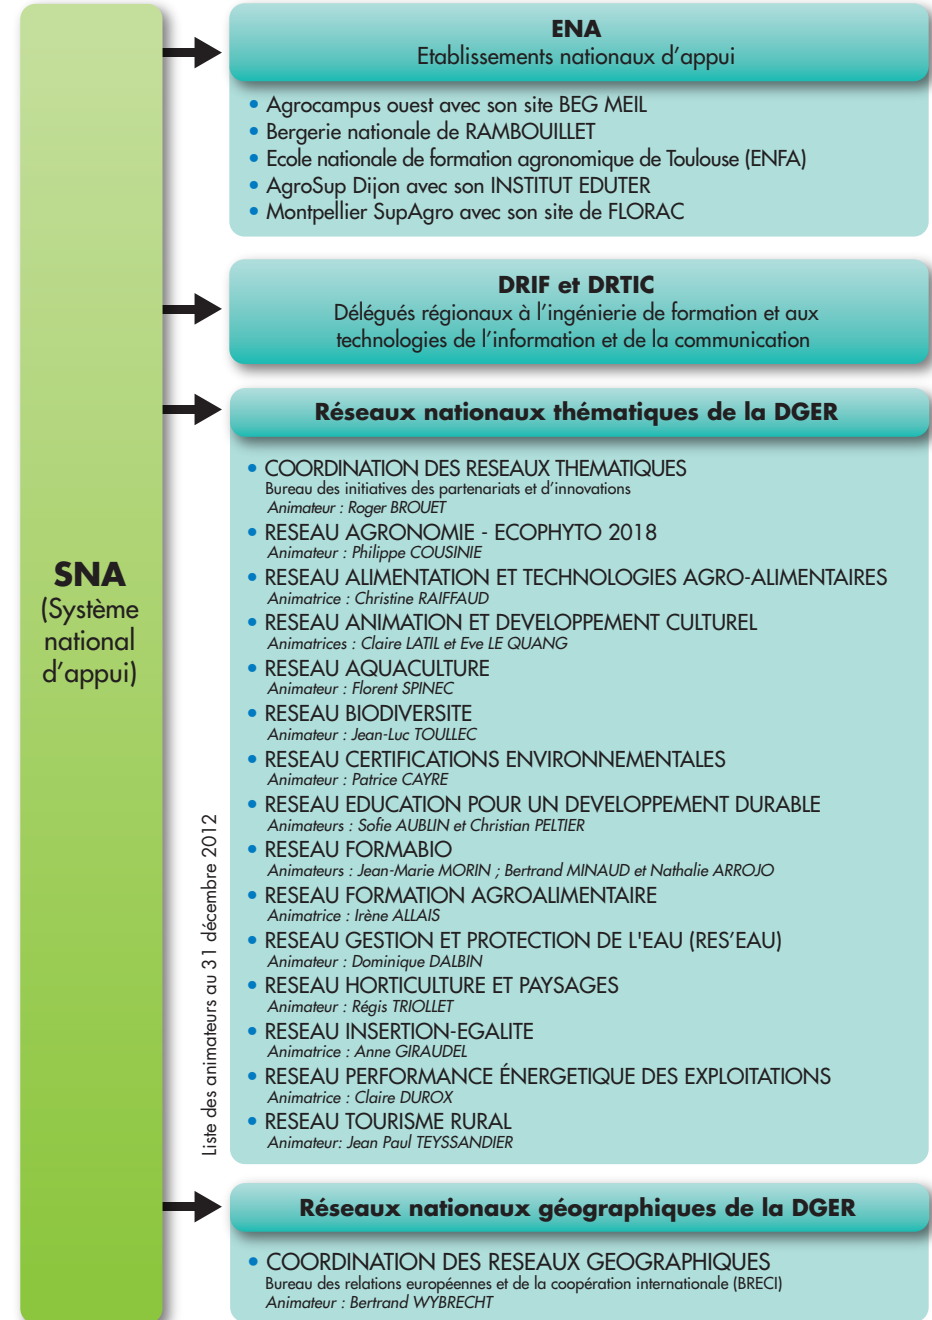 SNA
(Système
national
d'appui)
ENA
Etablissements nationaux d'appui
• Agrocampus ouest avec son site BEG MEIL
• Bergerie nationale de RAMBOUILLET
• Ecole nationale de formation agronomique de Toulouse (ENFA)
• AgroSup Dijon avec son INSTITUT EDUTER
• Montpellier SupAgro avec son site de FLORAC
DRIF et DRTIC
Délégués régionaux à l'ingénierie de formation et aux
technologies de l'information et de la communication
Réseaux nationaux thématiques de la DGER
• COORDINATION DES RESEAUX THEMATIQUES
Bureau des initiatives des partenariats et d'innovations
Animateur : Roger BROUET
• RESEAU AGRONOMIE - ECOPHYTO 2018
Animateur : Philippe COUSINIE
• RESEAU ALIMENTATION ET TECHNOLOGIES AGRO-ALIMENTAIRES
Animatrice : Christine RAIFFAUD
• RESEAU ANIMATION ET DEVELOPPEMENT CULTUREL
Animatrices : Claire LATIL et Eve LE QUANG
• RESEAU AQUACULTURE
Animateur : Florent SPINEC
• RESEAU BIODIVERSITE
Animateur : Jean-Luc TOULLEC
• RESEAU CERTIFICATIONS ENVIRONNEMENTALES
Animateur : Patrice CAYRE
• RESEAU EDUCATION POUR UN DEVELOPPEMENT DURABLE
Animateurs : Sofie AUBLIN et Christian PELTIER
• RESEAU FORMABIO
Animateurs : Jean-Marie MORIN ; Bertrand MINAUD et Nathalie ARROJO
• RESEAU FORMATION AGROALIMENTAIRE
Animatrice : Irène ALLAIS
• RESEAU GESTION ET PROTECTION DE L'EAU (RES'EAU)
Animateur : Dominique DALBIN
• RESEAU HORTICULTURE ET PAYSAGES
Animateur : Régis TRIOLLET
• RESEAU INSERTION-EGALITE
Animatrice : Anne GIRAUDEL
• RESEAU PERFORMANCE ÉNERGETIQUE DES EXPLOITATIONS
Animatrice : Claire DUROX
• RESEAU TOURISME RURAL
Animateur: Jean Paul TEYSSANDIER
Liste des animateurs au 31 décembre 2012
Réseaux nationaux géographiques de la DGER
• COORDINATION DES RESEAUX GEOGRAPHIQUES
Bureau des relations européennes et de la coopération internationale (BRECI)
Animateur : Bertrand WYBRECHT